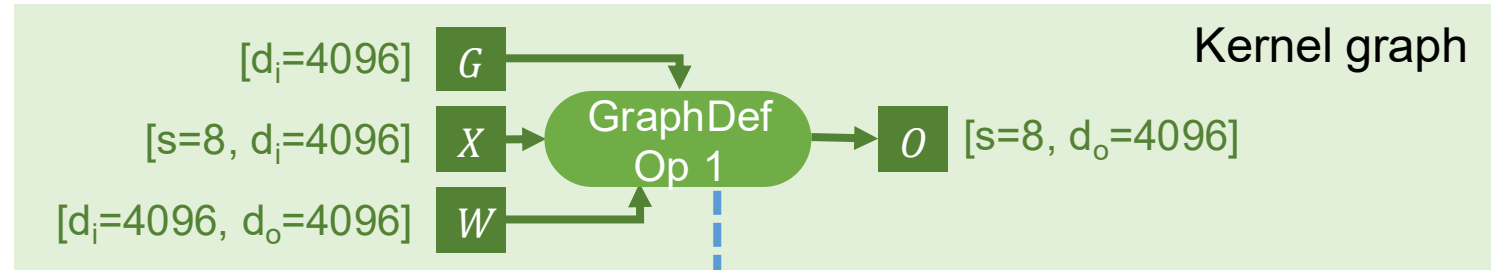 Kernel graph
[dᵢ=4096] G
[s=8, dᵢ=4096] X
[dᵢ=4096, dₒ=4096] W
GraphDef
Op 1
O [s=8, dₒ=4096]